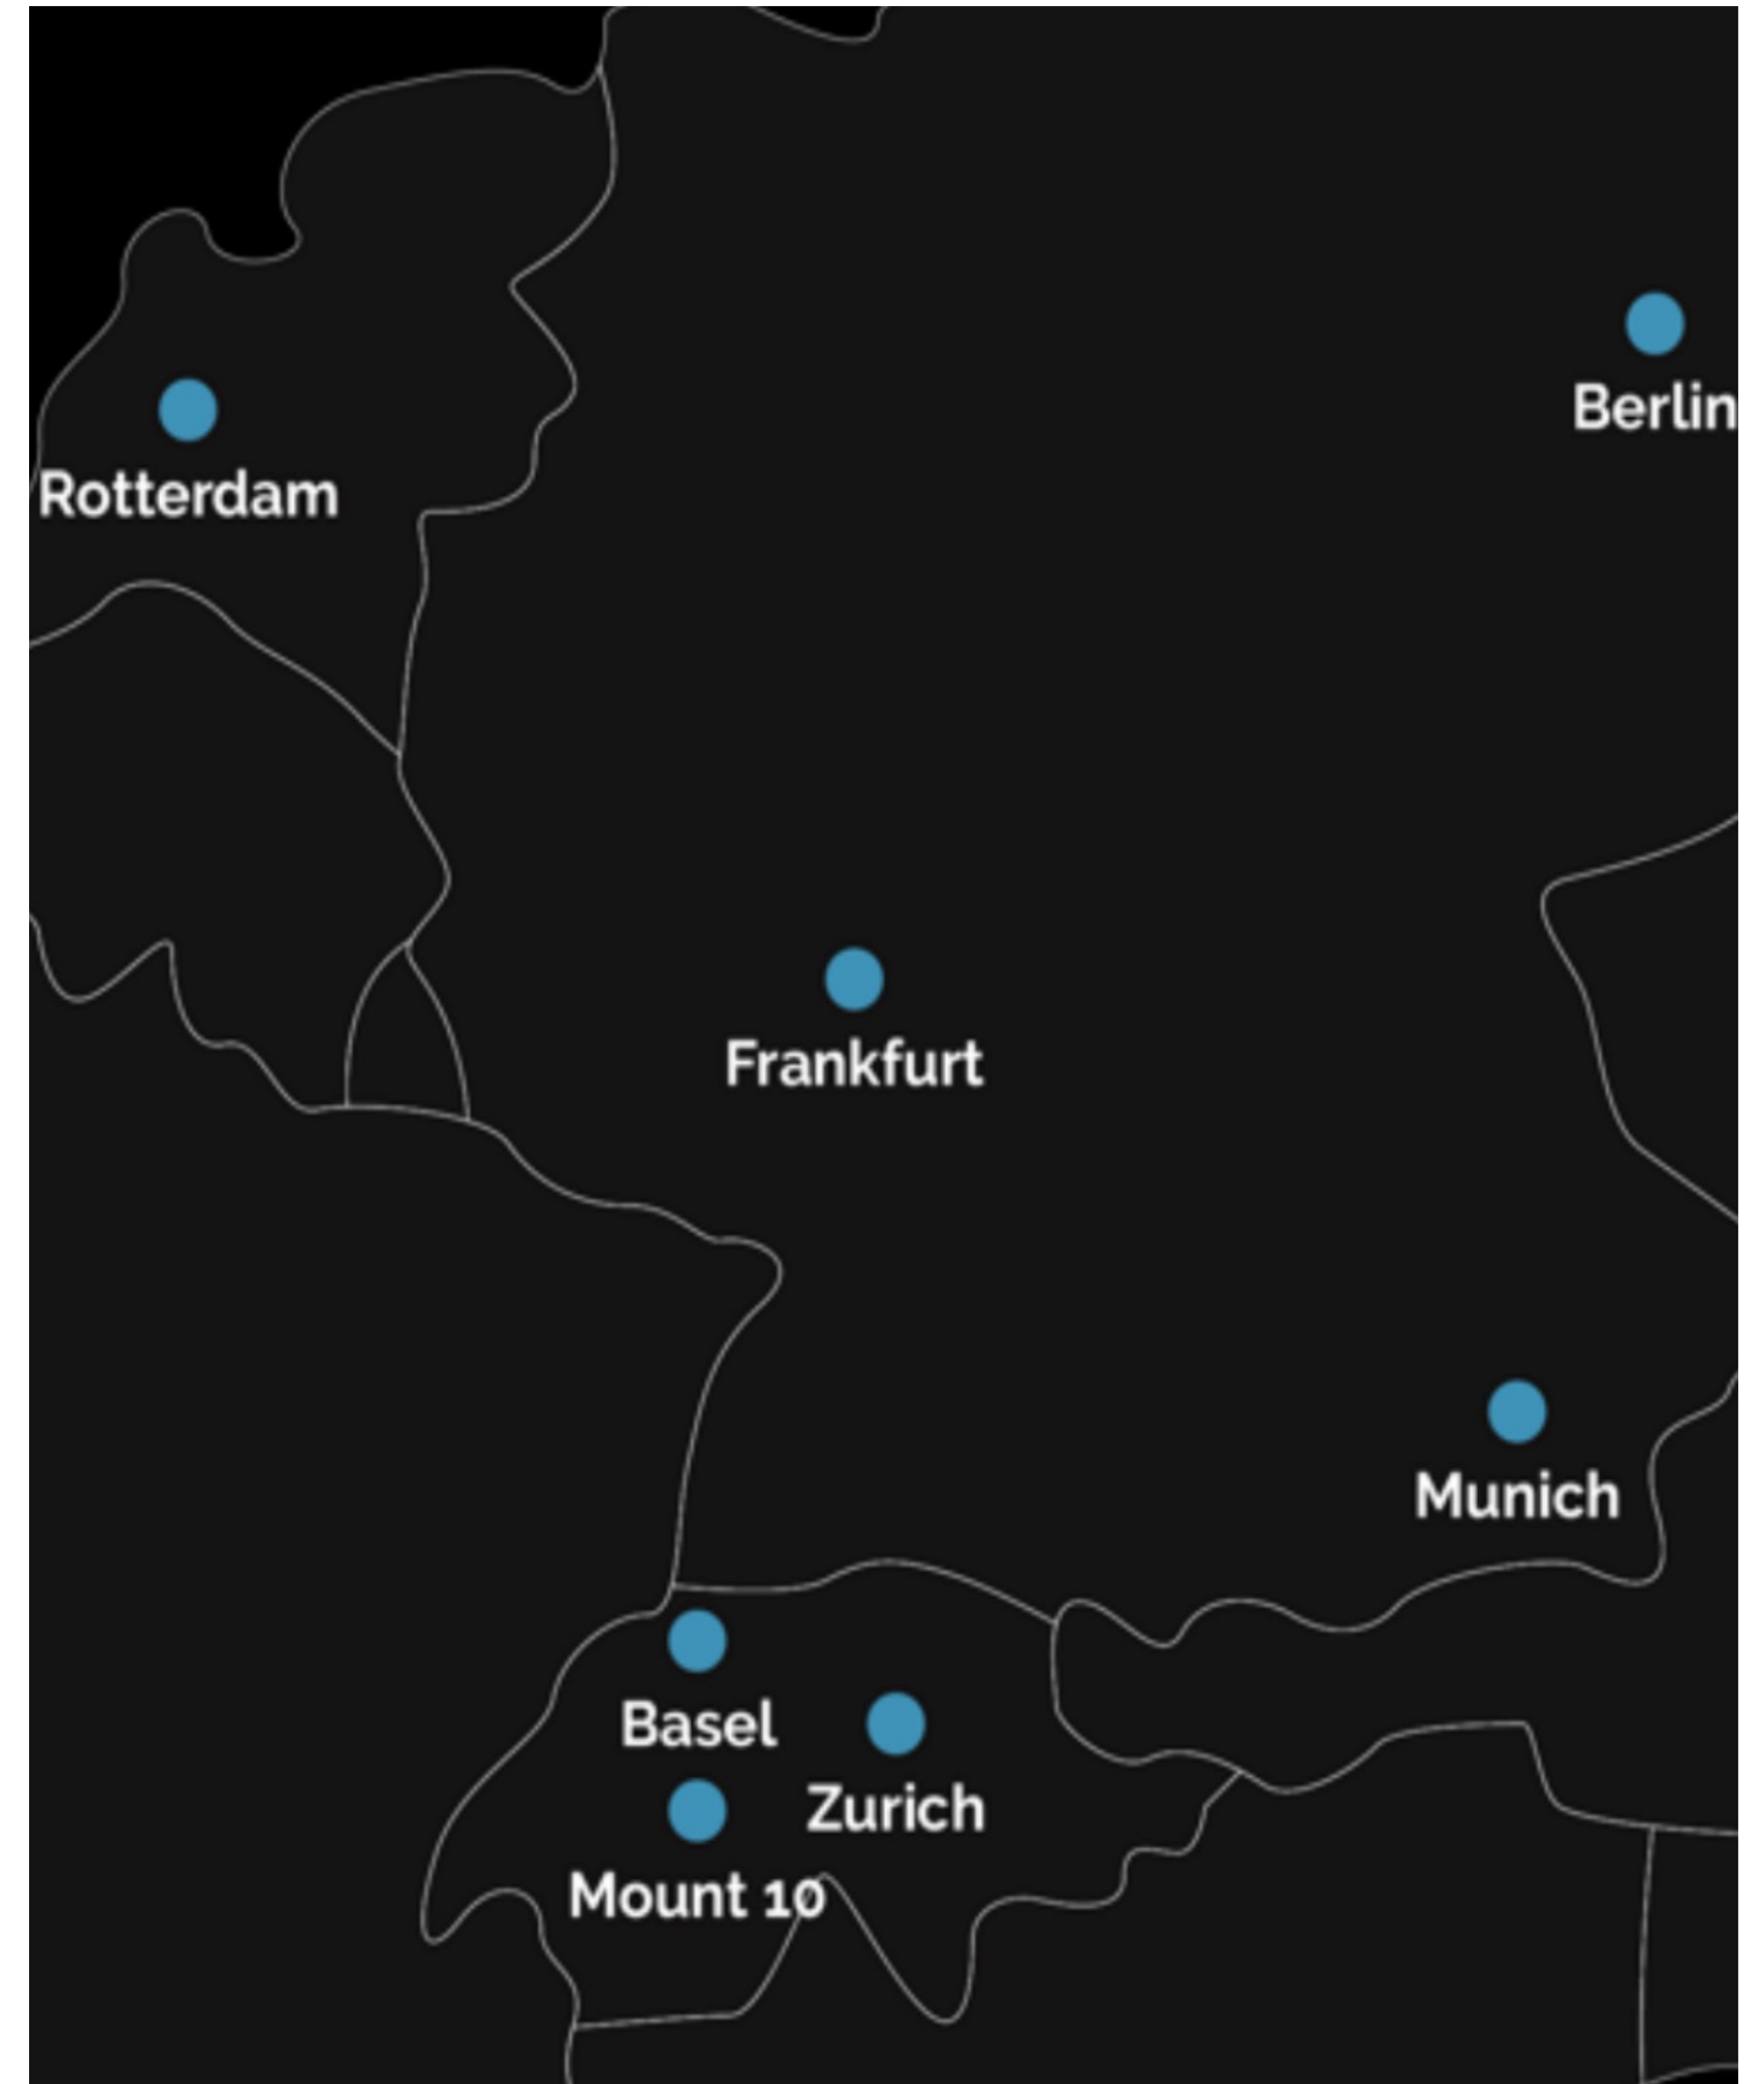 Berlin
Rotterdam
Frankfurt
Munich
Basel
Zurich
Mount 10